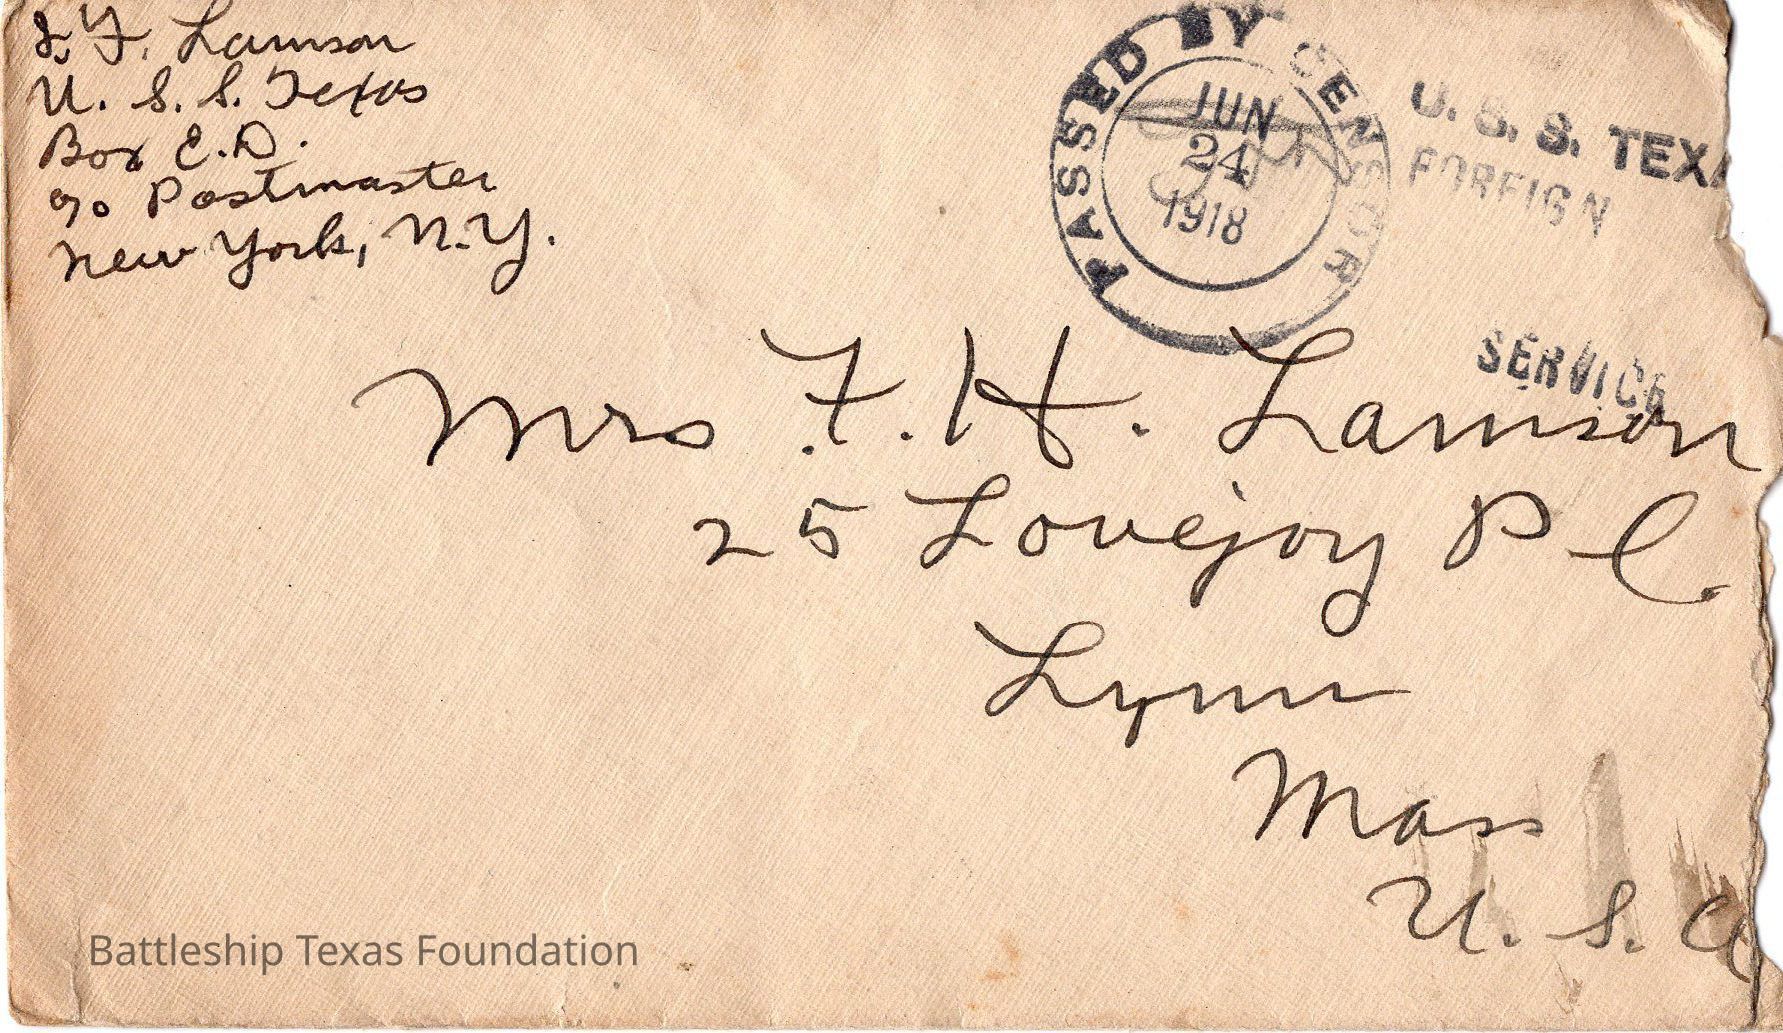 L. F. Lamson
U. S. S. Texas
Box E.D.
c/o Postmaster
New York, N.Y.
PASSED BY CENSOR
JUN
24
1918
U. S. S. TEXA
FOREIGN
SERVICE
Mrs F. H. Lamson
25 Lovejoy Pl.
Lynn
Mass
U. S. A
Battleship Texas Foundation